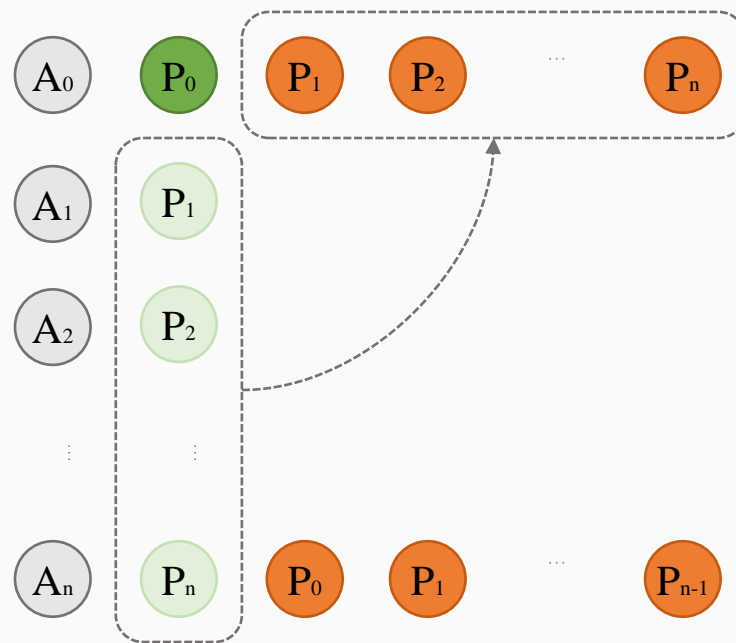 A₀ P₀ P₁ P₂ ... Pₙ
A₁ P₁
A₂ P₂
⋮ ⋮
Aₙ Pₙ P₀ P₁ ... Pₙ₋₁